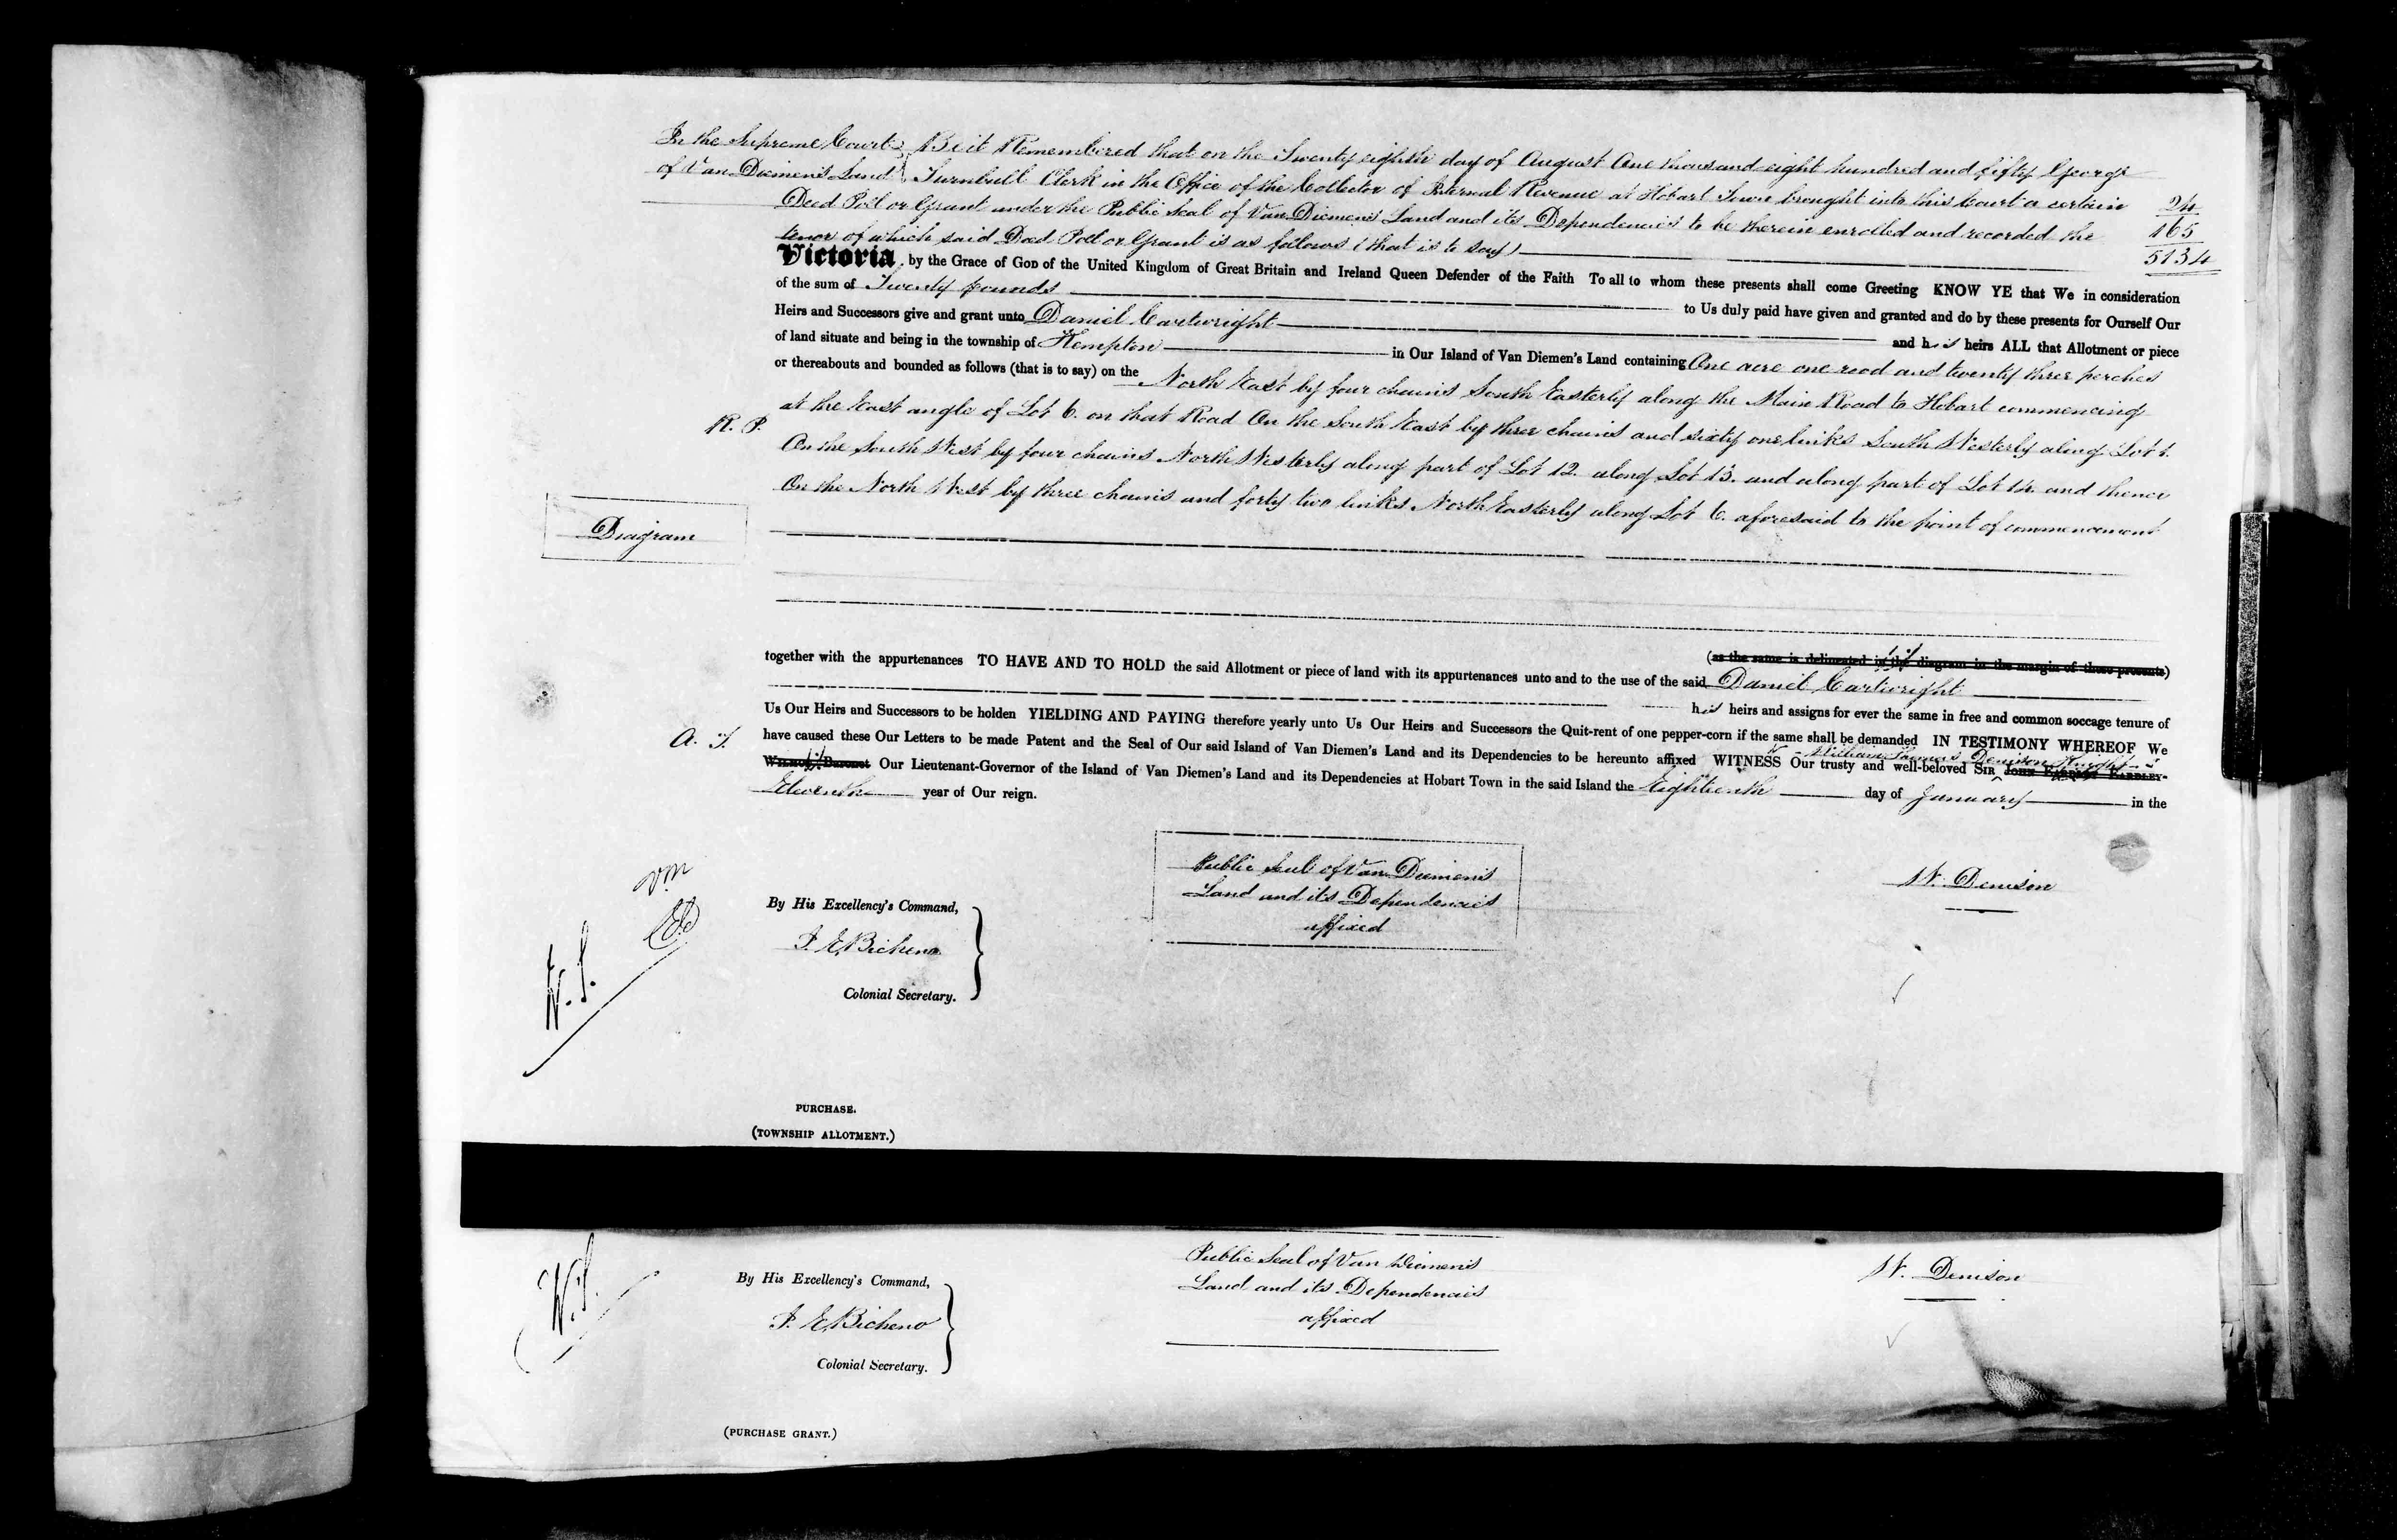 In the Supreme Court } Be it Remembered that on the Twenty eighth day of August One thousand eight hundred and fifty George
of Van Diemen's Land } Turnbull Clerk in the Office of the Collector of Internal Revenue at Hobart Town brought into this Court a certain
Deed Poll or Grant under the Public Seal of Van Diemen's Land and its Dependencies to be therein enrolled and recorded the
tenor of which said Deed Poll or Grant is as follows (that is to say)
24
165
5134
Victoria by the Grace of God of the United Kingdom of Great Britain and Ireland Queen Defender of the Faith To all to whom these presents shall come Greeting KNOW YE that We in consideration
of the sum of Twenty pounds to Us duly paid have given and granted and do by these presents for Ourself Our
Heirs and Successors give and grant unto Daniel Cartwright and his heirs ALL that Allotment or piece
of land situate and being in the township of Kempton in Our Island of Van Diemen's Land containing One acre one rood and twenty three perches
or thereabouts and bounded as follows (that is to say) on the North East by four chains South Easterly along the Main Road to Hobart commencing
at the East angle of Lot 6. on that Road On the South East by three chains and sixty one links South Westerly along Lot
R. P.
On the South West by four chains North Westerly along part of Lot 12. along Lot 13. and along part of Lot 14. and thence
On the North West by three chains and forty two links North Easterly along Lot 6. aforesaid to the point of commencement
Diagram
(as the same is delineated in the diagram in the margin of these presents)
together with the appurtenances TO HAVE AND TO HOLD the said Allotment or piece of land with its appurtenances unto and to the use of the said Daniel Cartwright
his heirs and assigns for ever the same in free and common soccage tenure of
Us Our Heirs and Successors to be holden YIELDING AND PAYING therefore yearly unto Us Our Heirs and Successors the Quit-rent of one pepper-corn if the same shall be demanded IN TESTIMONY WHEREOF We
have caused these Our Letters to be made Patent and the Seal of Our said Island of Van Diemen's Land and its Dependencies to be hereunto affixed WITNESS Our trusty and well-beloved Sir William Thomas Denison Knight JOHN EARDLEY EARDLEY-
WILMOT Baronet Our Lieutenant-Governor of the Island of Van Diemen's Land and its Dependencies at Hobart Town in the said Island the Eighteenth day of January in the
Eleventh year of Our reign.
Public Seal of Van Diemen's
Land and its Dependencies
affixed
W. Denison
By His Excellency's Command,
J. E. Bicheno
Colonial Secretary.
PURCHASE.
(TOWNSHIP ALLOTMENT.)
Public Seal of Van Diemen's
Land and its Dependencies
affixed
W. Denison
By His Excellency's Command,
J. E. Bicheno
Colonial Secretary.
(PURCHASE GRANT.)